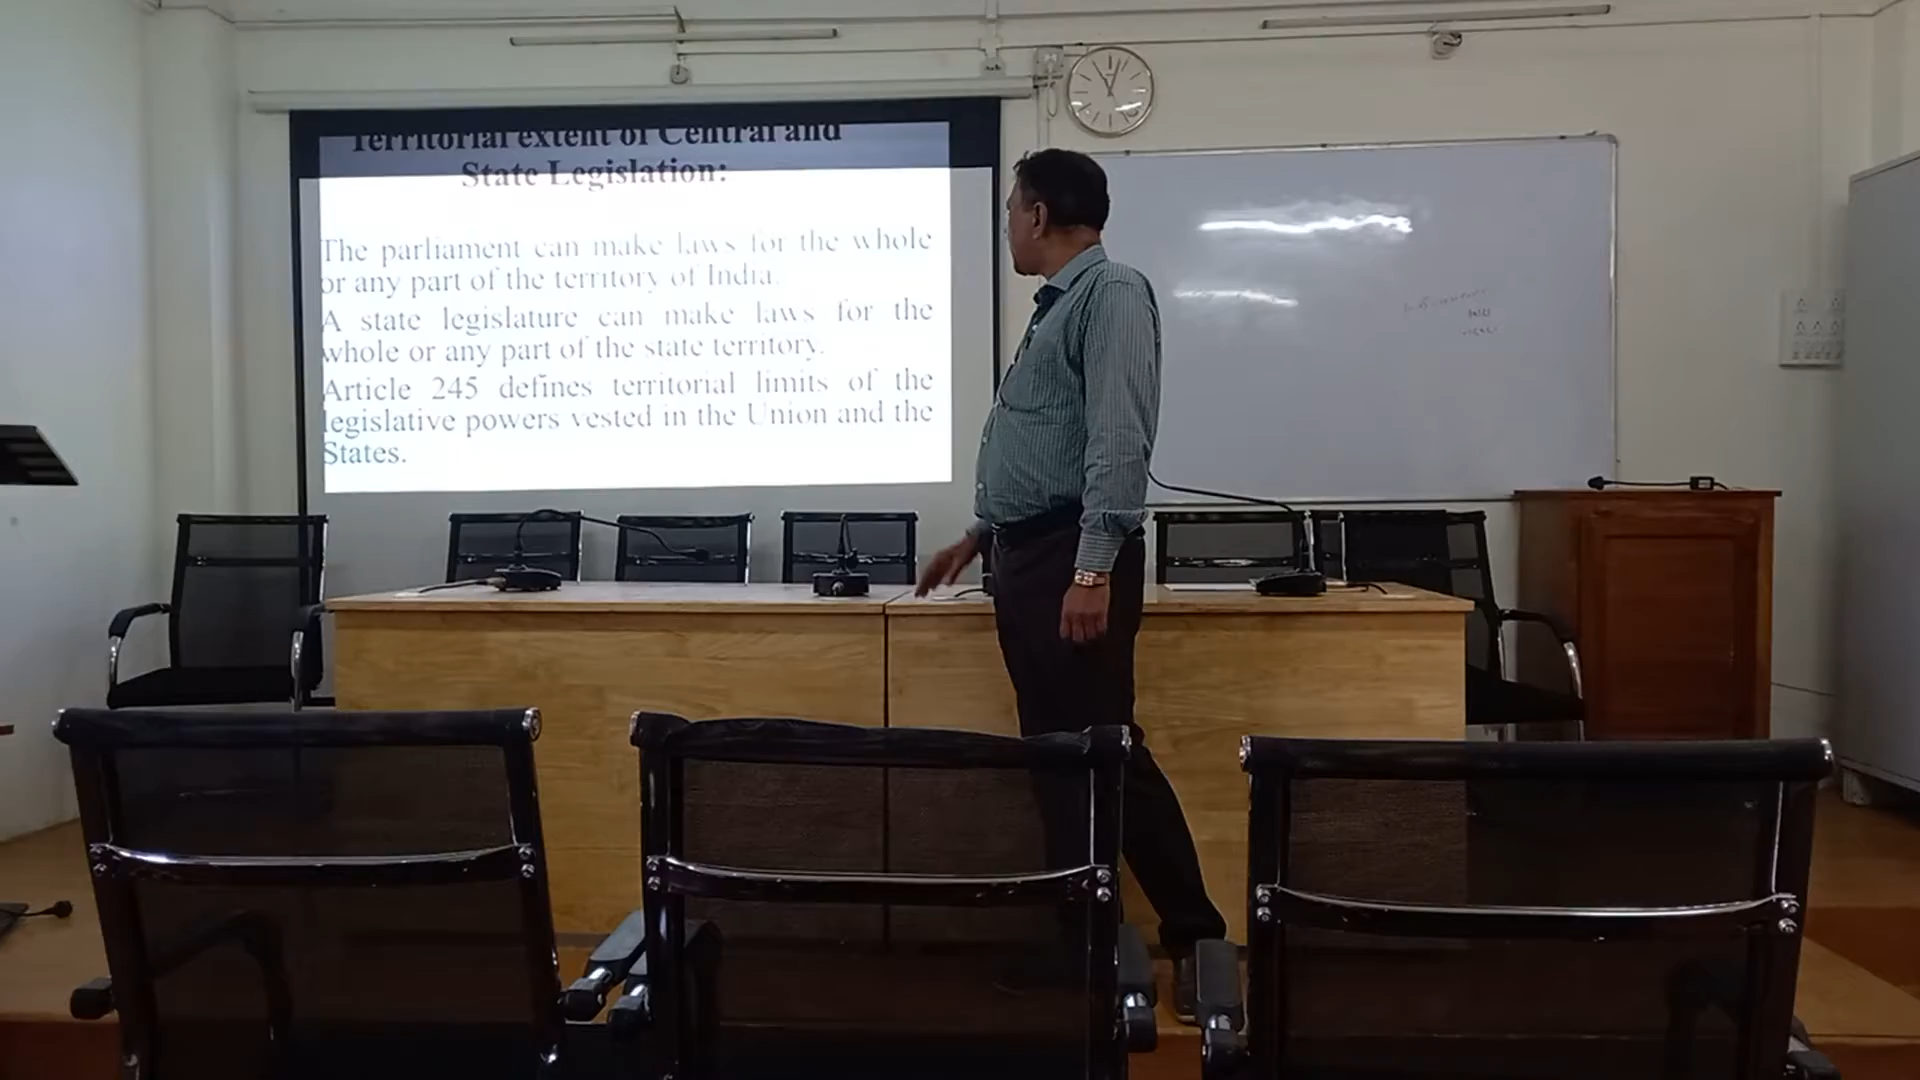 Territorial extent of Central and
State Legislation:
The parliament can make laws for the whole
or any part of the territory of India.
A state legislature can make laws for the
whole or any part of the state territory.
Article 245 defines territorial limits of the
legislative powers vested in the Union and the
States.